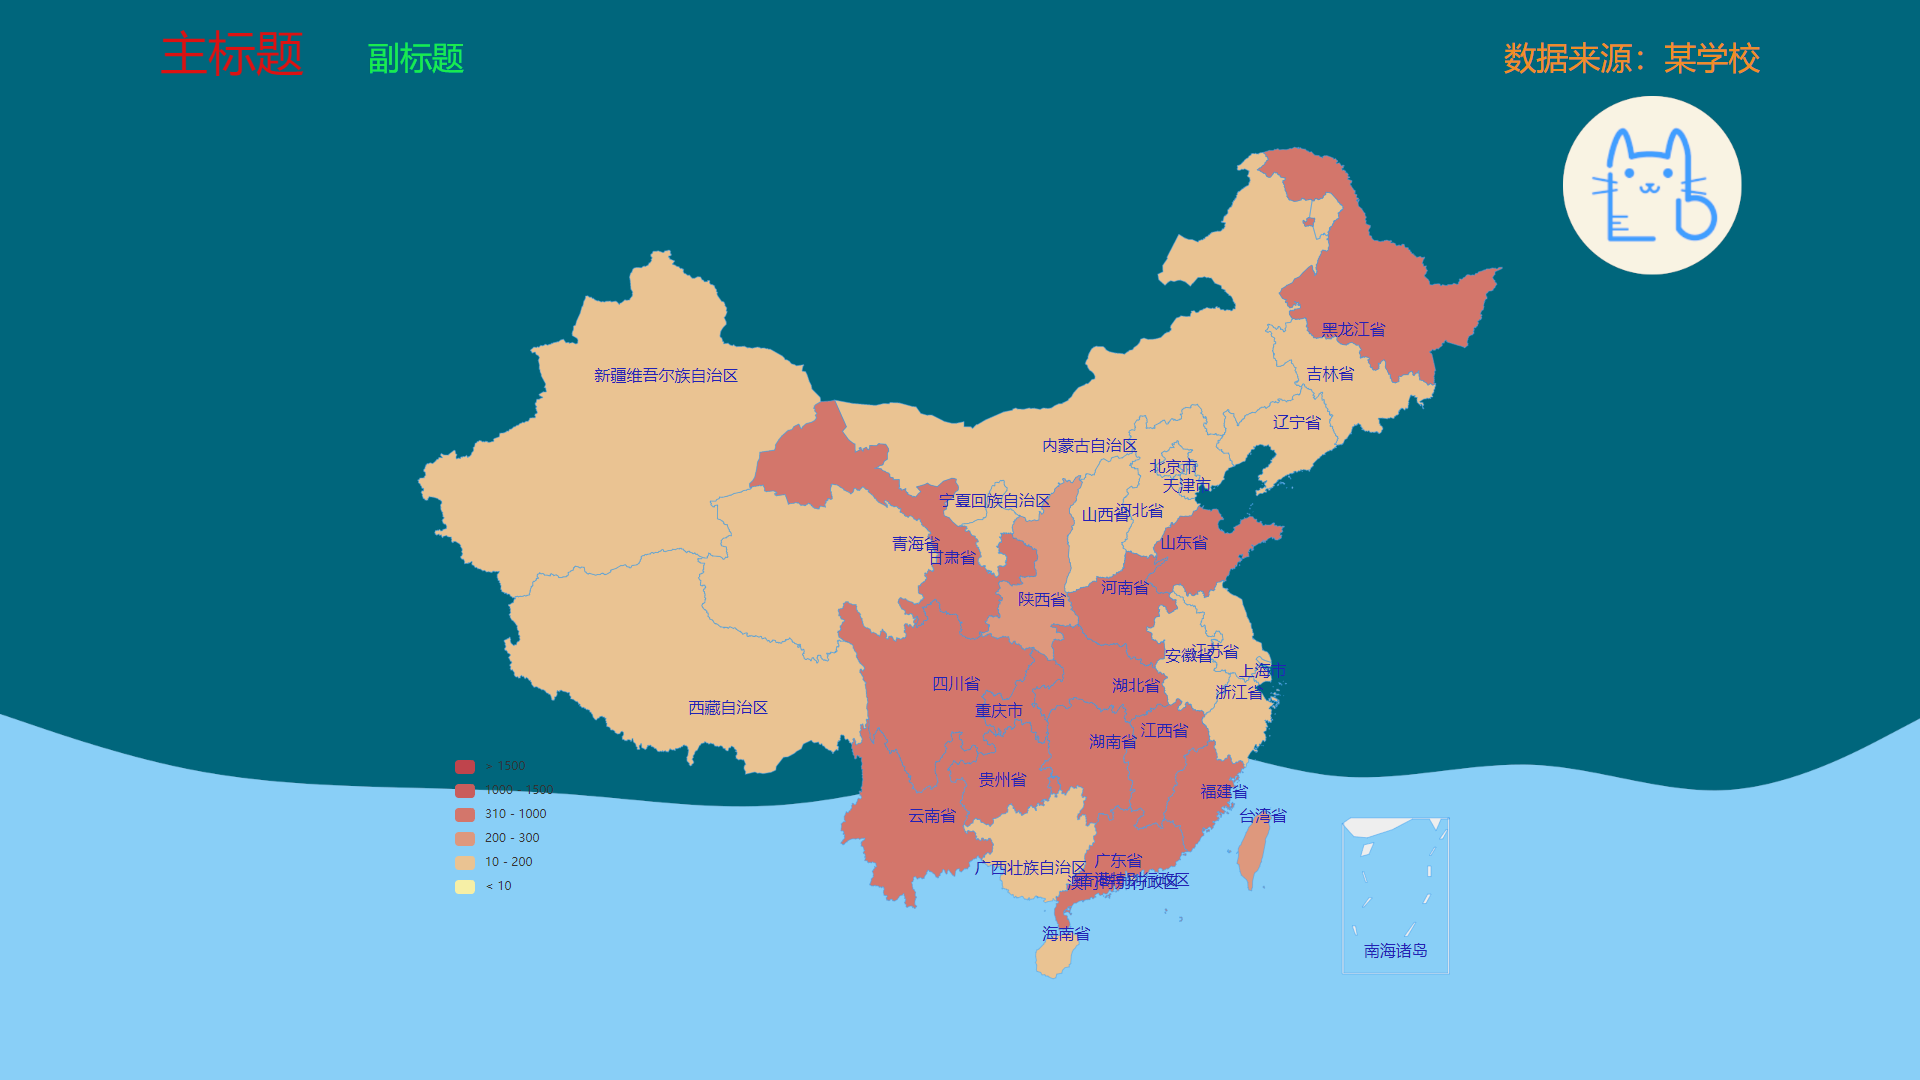 主标题
副标题
数据来源：某学校
黑龙江省
吉林省
新疆维吾尔族自治区
辽宁省
内蒙古自治区
北京市
天津市
宁夏回族自治区
河北省
山西省
青海省
山东省
甘肃省
河南省
陕西省
江苏省
安徽省
上海市
四川省
湖北省
浙江省
西藏自治区
重庆市
江西省
湖南省
> 1500
贵州省
1000 - 1500
福建省
310 - 1000
云南省
台湾省
200 - 300
10 - 200
广东省
广西壮族自治区
香港特别行政区
澳门特别行政区
< 10
海南省
南海诸岛